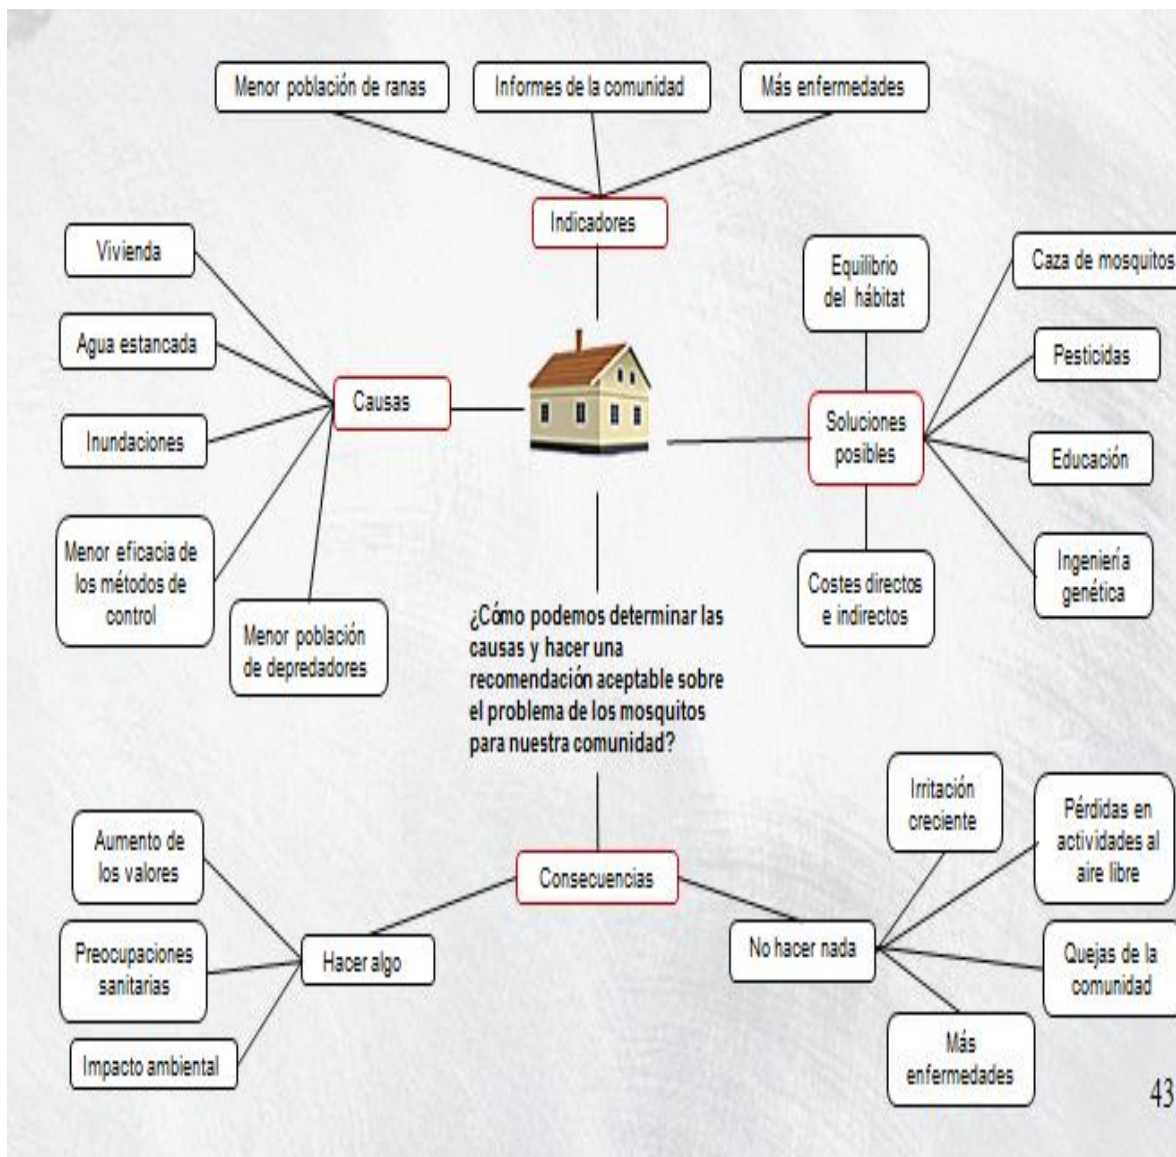 Menor población de ranas
Informes de la comunidad
Más enfermedades
Indicadores
Vivienda
Agua estancada
Inundaciones
Menor eficacia de
los métodos de
control
Menor población
de depredadores
Causas
Equilibrio
del hábitat
Soluciones
posibles
Costes directos
e indirectos
Caza de mosquitos
Pesticidas
Educación
Ingeniería
genética
¿Cómo podemos determinar las
causas y hacer una
recomendación aceptable sobre
el problema de los mosquitos
para nuestra comunidad?
Consecuencias
Hacer algo
Aumento de
los valores
Preocupaciones
sanitarias
Impacto ambiental
No hacer nada
Irritación
creciente
Pérdidas en
actividades al
aire libre
Quejas de la
comunidad
Más
enfermedades
43